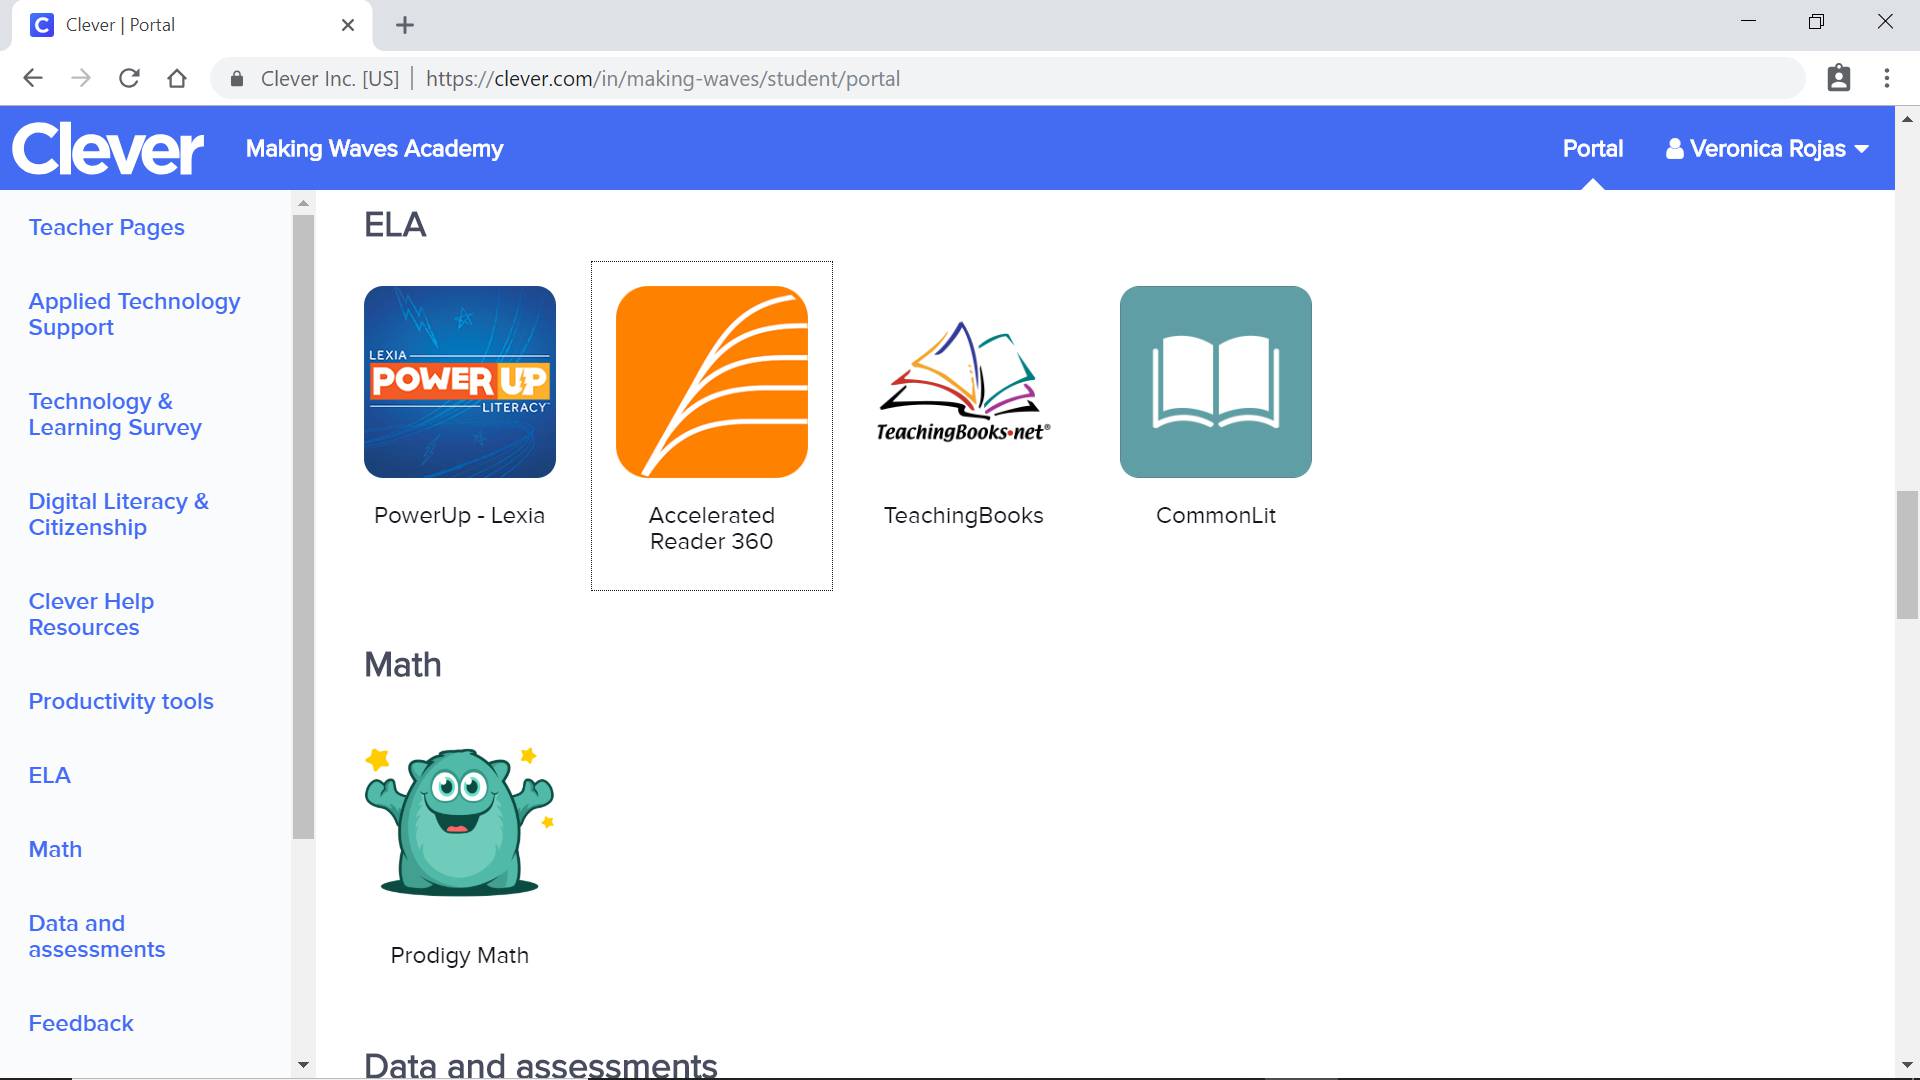 Clever | Portal
Clever Inc. [US] | https://clever.com/in/making-waves/student/portal
Clever
Making Waves Academy
Portal
Veronica Rojas
Teacher Pages
Applied Technology
Support
Technology &
Learning Survey
Digital Literacy &
Citizenship
Clever Help
Resources
Productivity tools
ELA
Math
Data and
assessments
Feedback
ELA
LEXIA
POWER UP
LITERACY
TeachingBooks•net®
PowerUp - Lexia
Accelerated
Reader 360
TeachingBooks
CommonLit
Math
Prodigy Math
Data and assessments